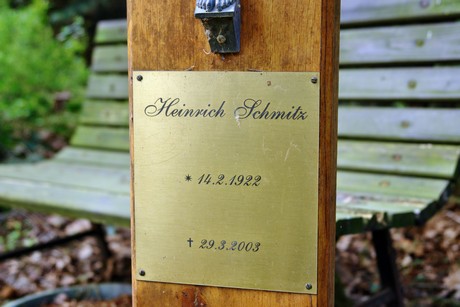 Heinrich Schmitz
* 14.2.1922
† 29.3.2003